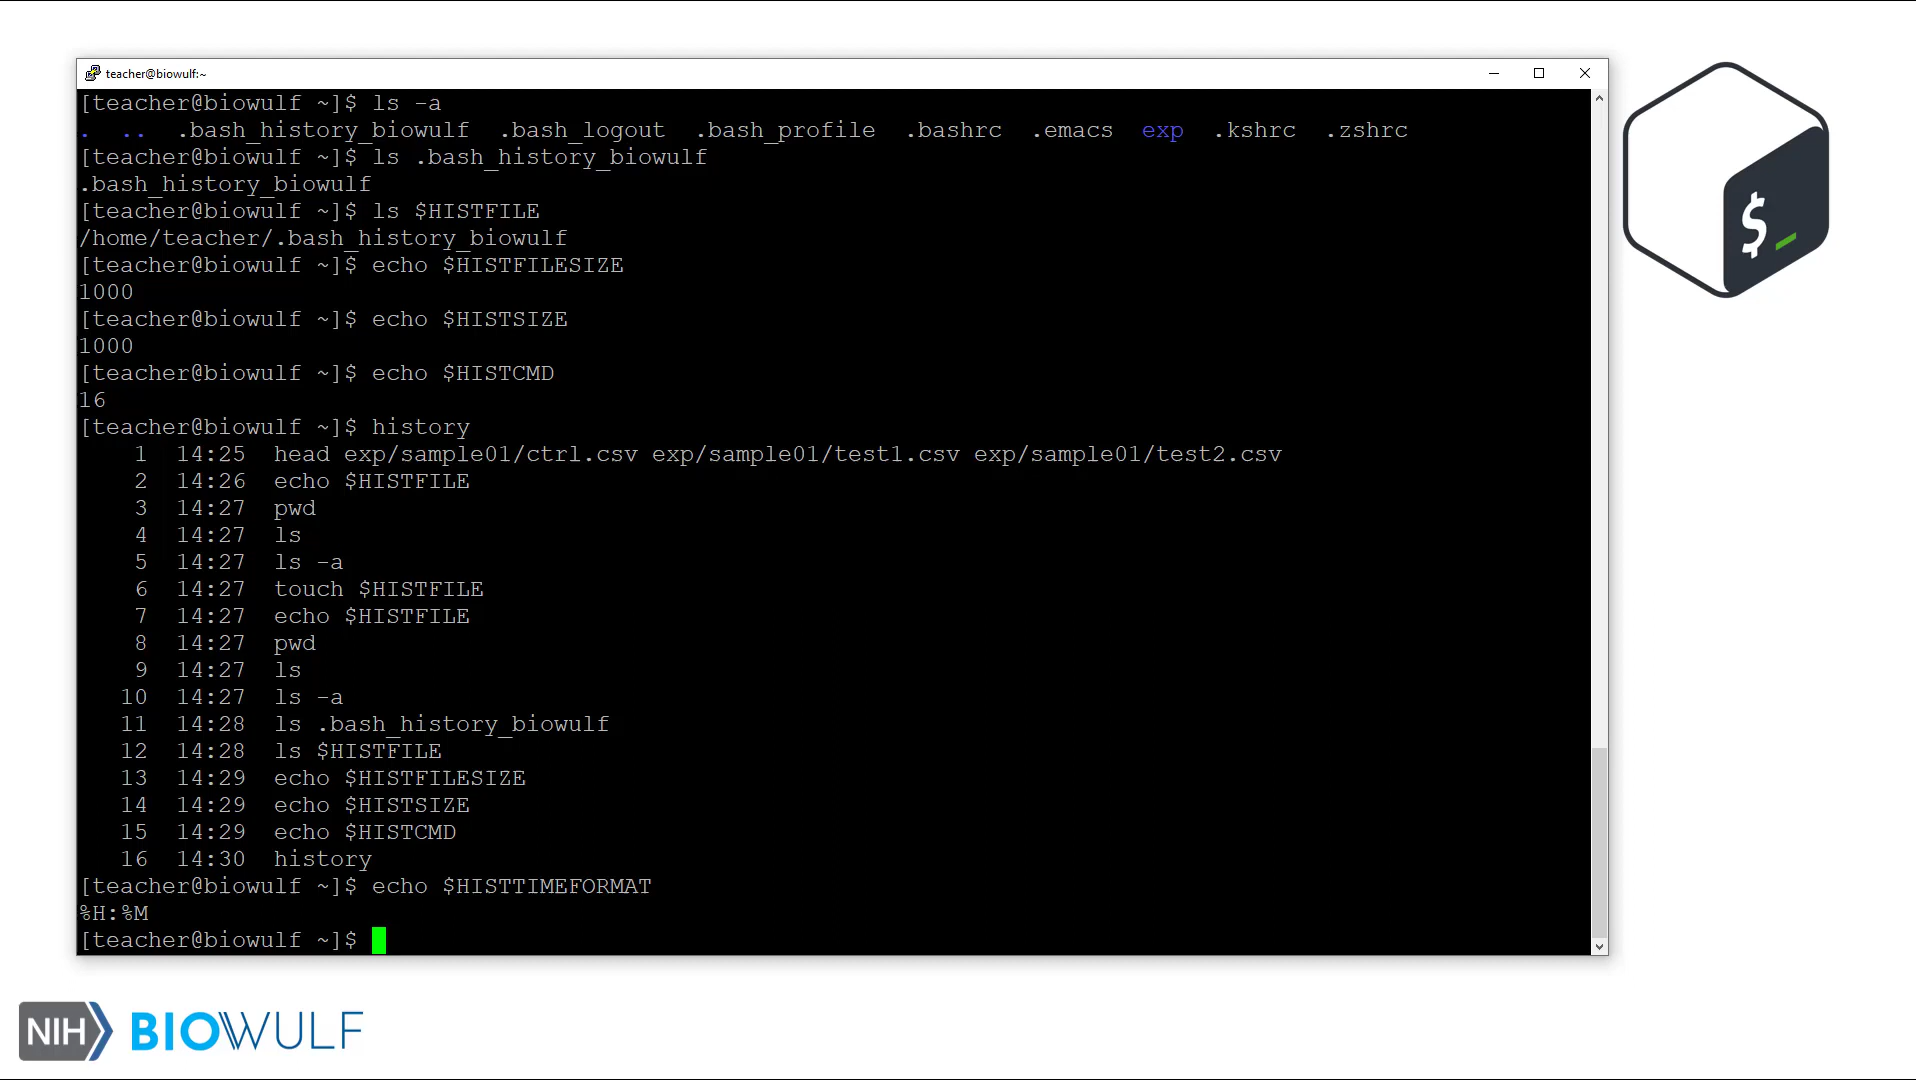 teacher@biowulf:~
[teacher@biowulf ~]$ ls -a
. .. .bash_history_biowulf .bash_logout .bash_profile .bashrc .emacs exp .kshrc .zshrc
[teacher@biowulf ~]$ ls .bash_history_biowulf
.bash_history_biowulf
[teacher@biowulf ~]$ ls $HISTFILE
/home/teacher/.bash_history_biowulf
[teacher@biowulf ~]$ echo $HISTFILESIZE
1000
[teacher@biowulf ~]$ echo $HISTSIZE
1000
[teacher@biowulf ~]$ echo $HISTCMD
16
[teacher@biowulf ~]$ history
1 14:25 head exp/sample01/ctrl.csv exp/sample01/test1.csv exp/sample01/test2.csv
2 14:26 echo $HISTFILE
3 14:27 pwd
4 14:27 ls
5 14:27 ls -a
6 14:27 touch $HISTFILE
7 14:27 echo $HISTFILE
8 14:27 pwd
9 14:27 ls
10 14:27 ls -a
11 14:28 ls .bash_history_biowulf
12 14:28 ls $HISTFILE
13 14:29 echo $HISTFILESIZE
14 14:29 echo $HISTSIZE
15 14:29 echo $HISTCMD
16 14:30 history
[teacher@biowulf ~]$ echo $HISTTIMEFORMAT
%H:%M
[teacher@biowulf ~]$
$_
NIH BIOWULF